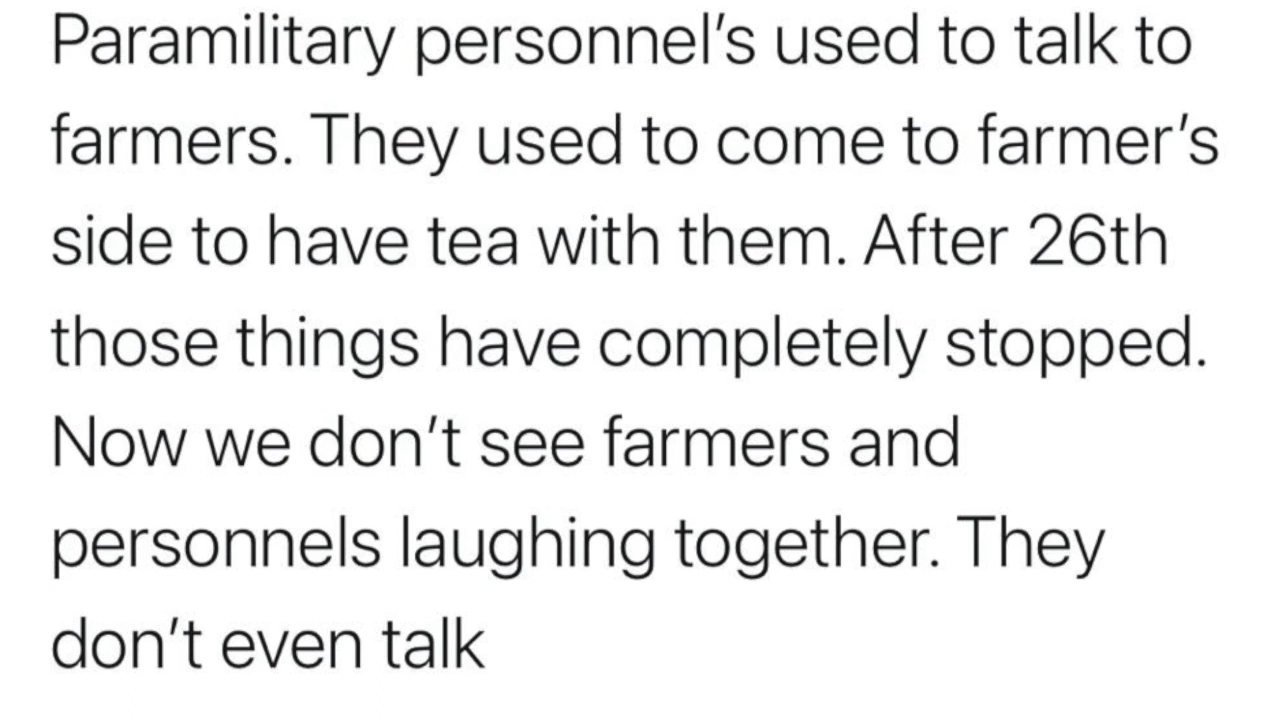 Paramilitary personnel’s used to talk to
farmers. They used to come to farmer’s
side to have tea with them. After 26th
those things have completely stopped.
Now we don’t see farmers and
personnels laughing together. They
don’t even talk